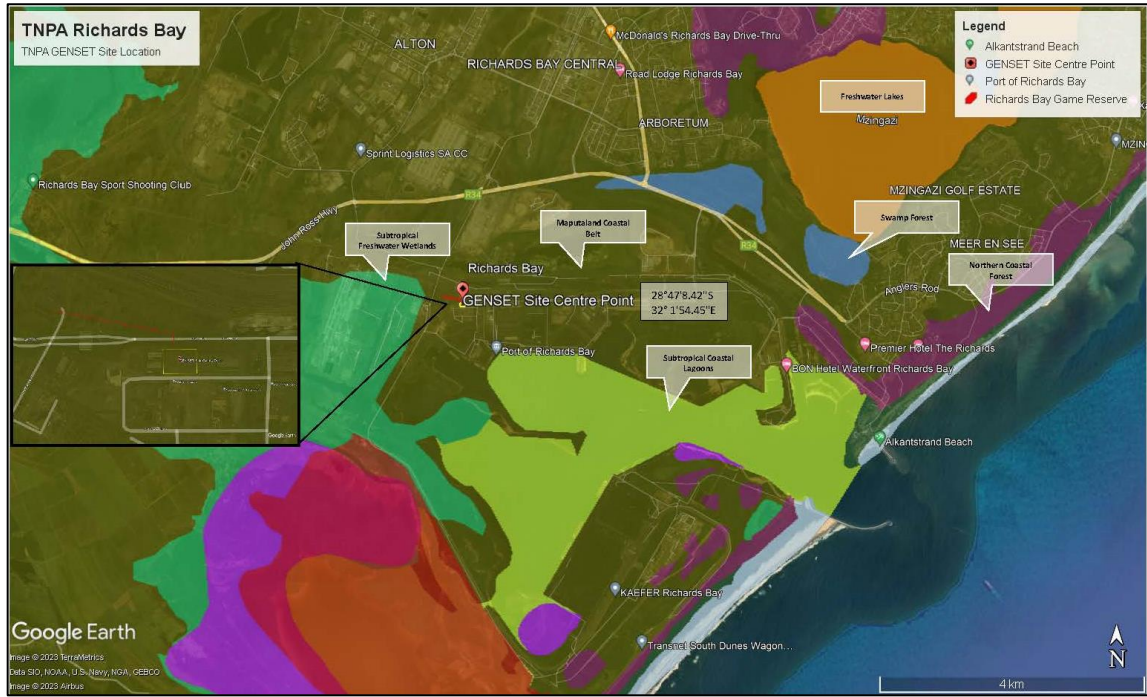 TNPA Richards Bay
TNPA GENSET Site Location
Legend
Alkantstrand Beach
GENSET Site Centre Point
Port of Richards Bay
Richards Bay Game Reserve
McDonald's Richards Bay Drive-Thru
ALTON
RICHARDS BAY CENTRAL
Road Lodge Richards Bay
Freshwater Lakes
Mzingazi
ARBORETUM
Sprint Logistics SA CC
MZIN
Richards Bay Sport Shooting Club
R34
MZINGAZI GOLF ESTATE
John Ross Hwy
Swamp Forest
Subtropical
Freshwater Wetlands
Maputaland Coastal
Belt
R34
MEER EN SEE
Northern Coastal
Forest
Richards Bay
Anglers Rod
GENSET Site Centre Point
28°47'8.42"S
32° 1'54.45"E
Port of Richards Bay
Premier Hotel The Richards
Subtropical Coastal
Lagoons
BON Hotel Waterfront Richards Bay
Google Earth
Alkantstrand Beach
KAEFER Richards Bay
Transnet South Dunes Wagon...
Google Earth
Image © 2023 TerraMetrics
Data SIO, NOAA, U.S. Navy, NGA, GEBCO
Image © 2023 Airbus
N
4 km